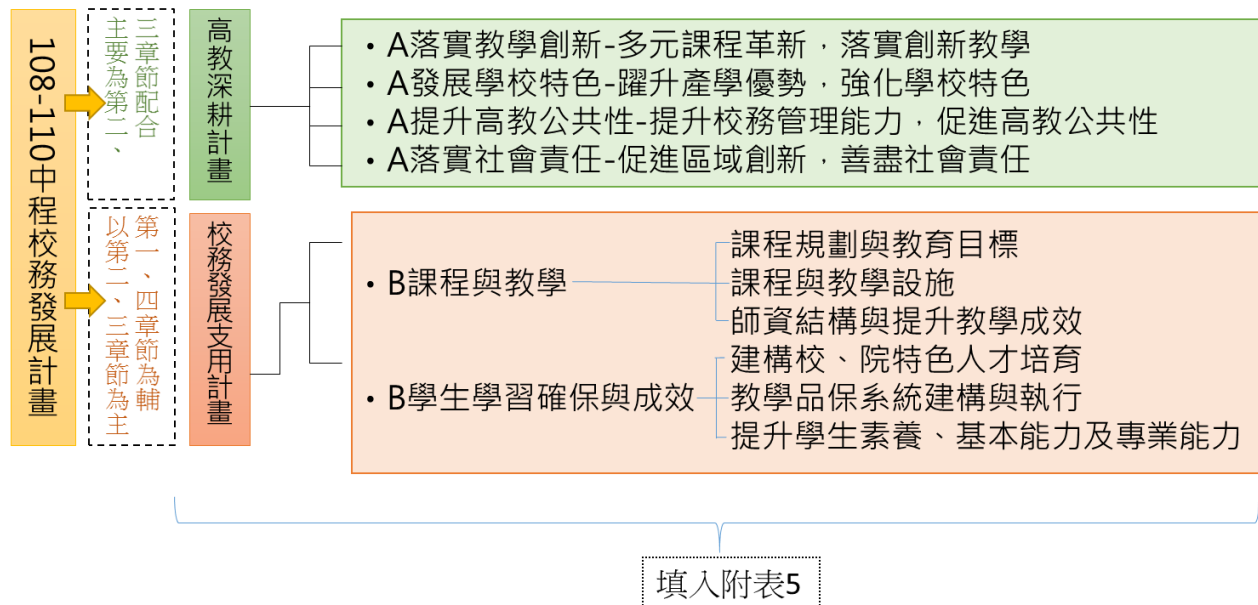 108-110中程校務發展計畫
主要為第二、
三章節配合
高教深耕計畫
• A落實教學創新-多元課程革新，落實創新教學
• A發展學校特色-躍升產學優勢，強化學校特色
• A提升高教公共性-提升校務管理能力，促進高教公共性
• A落實社會責任-促進區域創新，善盡社會責任
以第二、三章節為主
第一、四章節為輔
校務發展支用計畫
• B課程與教學
課程規劃與教育目標
課程與教學設施
師資結構與提升教學成效
• B學生學習確保與成效
建構校、院特色人才培育
教學品保系統建構與執行
提升學生素養、基本能力及專業能力
填入附表5